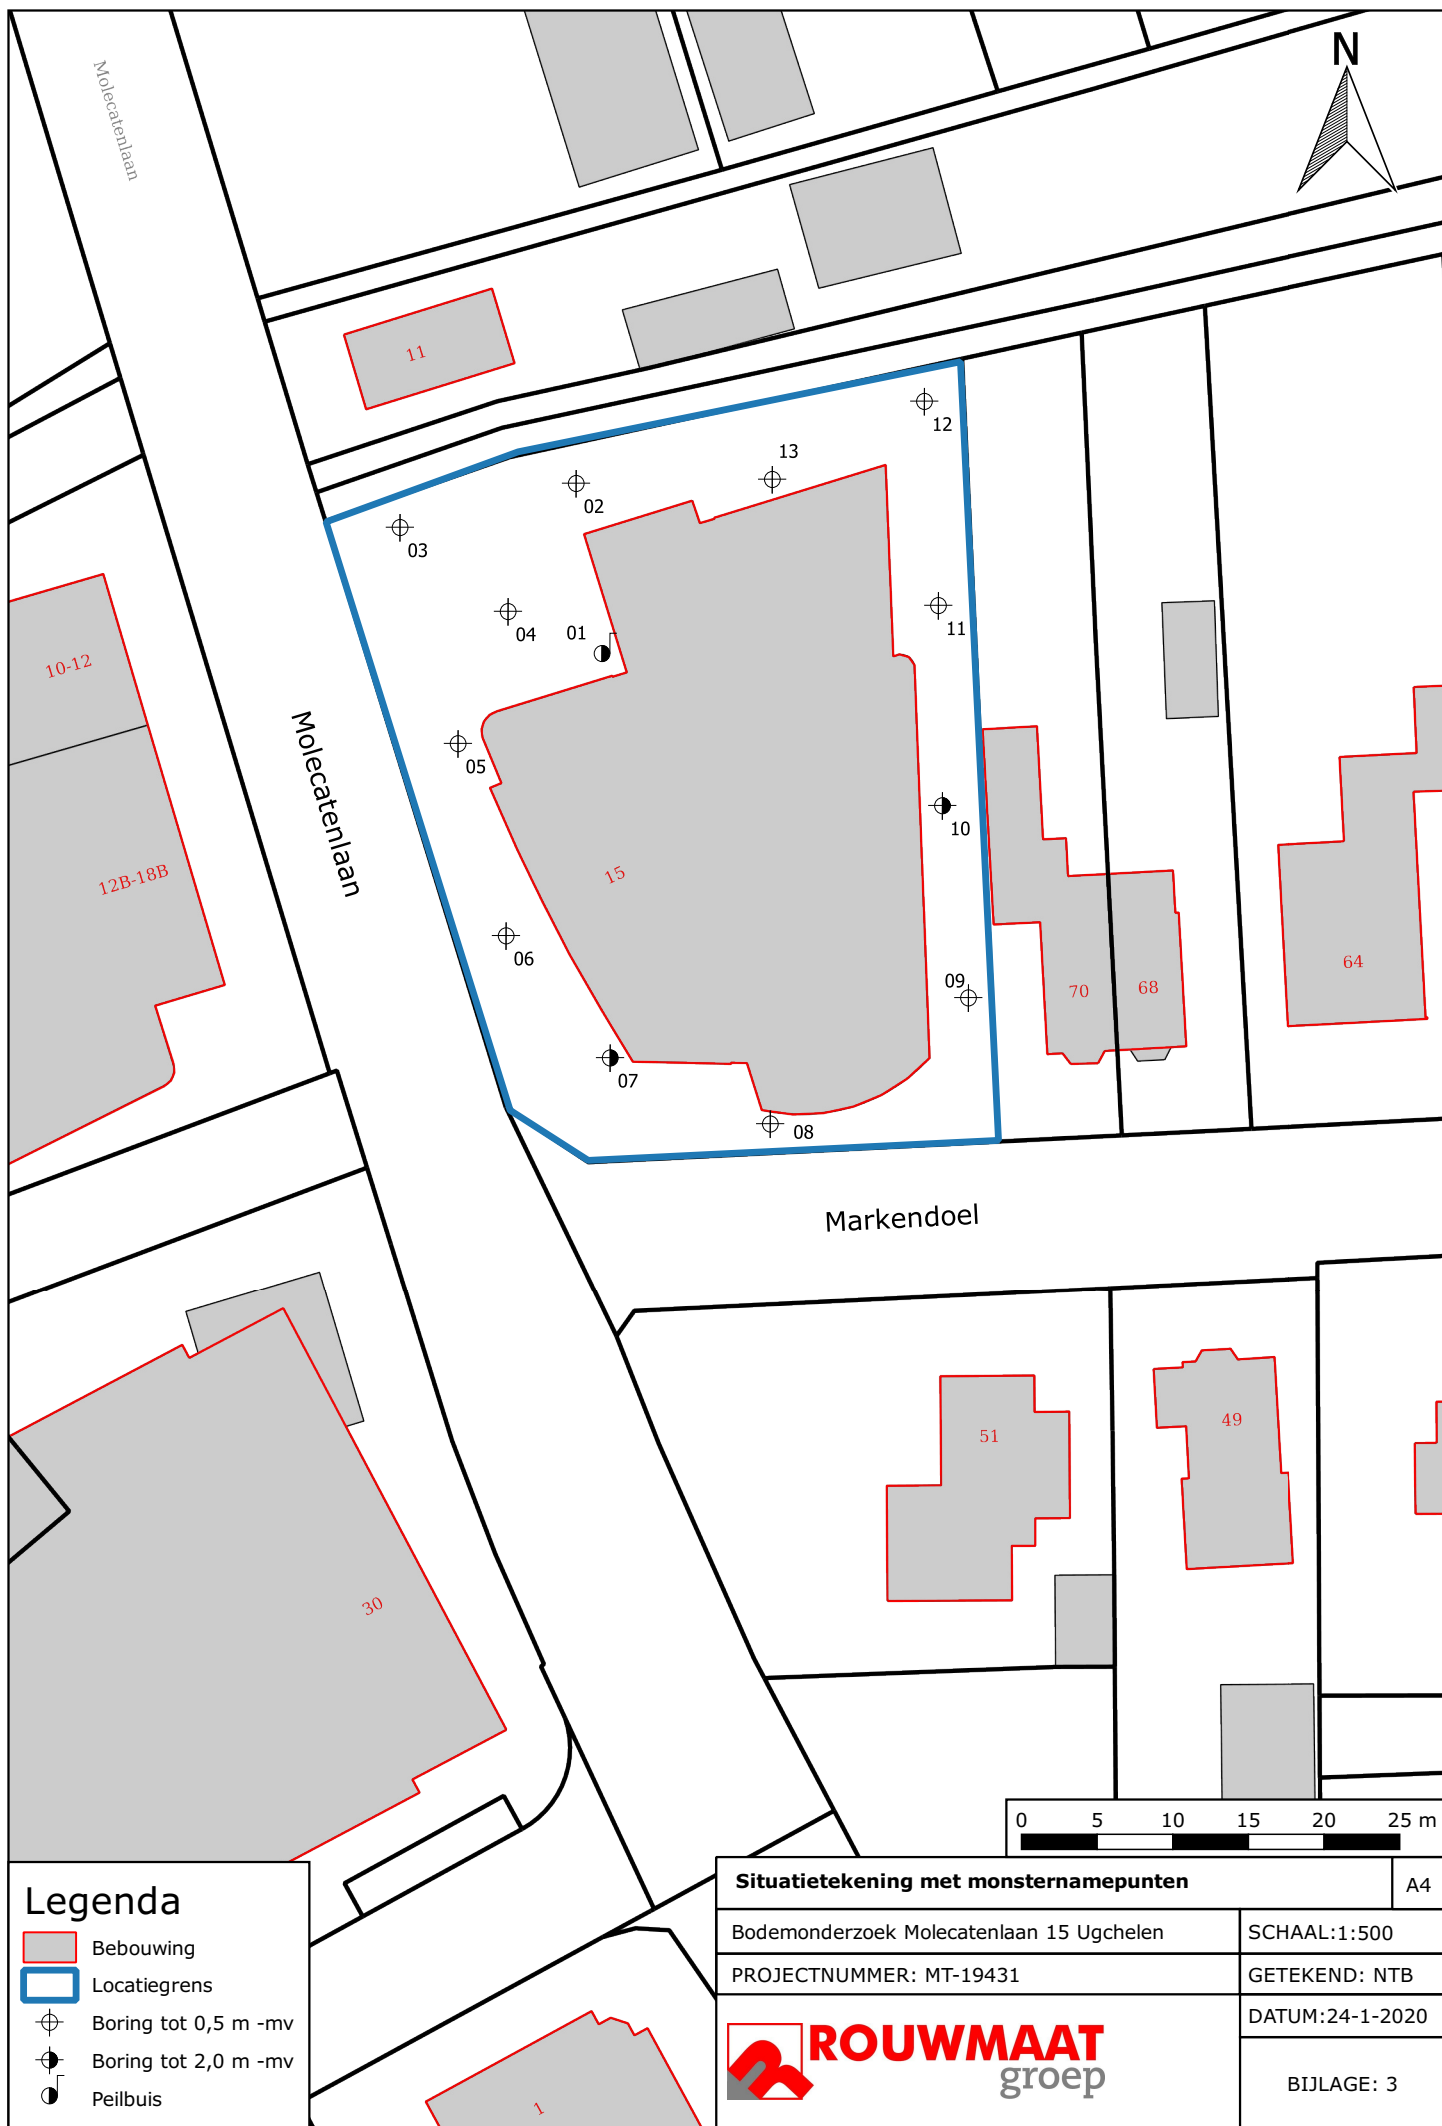 Molecatenlaan
N
11
12
13
02
03
04
01
11
10-12
05
Molecatenlaan
10
12B-18B
15
06
64
09
70
68
07
08
Markendoel
51
49
30
0 5 10 15 20 25 m
Legenda
Bebouwing
Locatiegrens
Boring tot 0,5 m -mv
Boring tot 2,0 m -mv
Peilbuis
1
Situatietekening met monsternamepunten
A4
Bodemonderzoek Molecatenlaan 15 Ugchelen
SCHAAL:1:500
PROJECTNUMMER: MT-19431
GETEKEND: NTB
DATUM:24-1-2020
ROUWMAAT
groep
BIJLAGE: 3